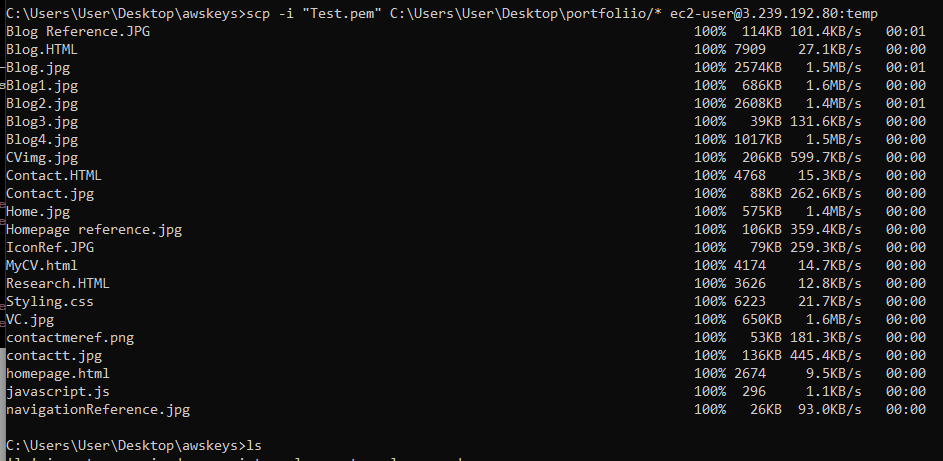 C:\Users\User\Desktop\awskeys>scp -i "Test.pem" C:\Users\User\Desktop\portfoliio/* ec2-user@3.239.192.80:temp
Blog Reference.JPG 100% 114KB 101.4KB/s 00:01
Blog.HTML 100% 7909 27.1KB/s 00:00
Blog.jpg 100% 2574KB 1.5MB/s 00:01
Blog1.jpg 100% 686KB 1.6MB/s 00:00
Blog2.jpg 100% 2608KB 1.4MB/s 00:01
Blog3.jpg 100% 39KB 131.6KB/s 00:00
Blog4.jpg 100% 1017KB 1.5MB/s 00:00
CVimg.jpg 100% 206KB 599.7KB/s 00:00
Contact.HTML 100% 4768 15.3KB/s 00:00
Contact.jpg 100% 88KB 262.6KB/s 00:00
Home.jpg 100% 575KB 1.4MB/s 00:00
Homepage reference.jpg 100% 106KB 359.4KB/s 00:00
IconRef.JPG 100% 79KB 259.3KB/s 00:00
MyCV.html 100% 4174 14.7KB/s 00:00
Research.HTML 100% 3626 12.8KB/s 00:00
Styling.css 100% 6223 21.7KB/s 00:00
VC.jpg 100% 650KB 1.6MB/s 00:00
contactmeref.png 100% 53KB 181.3KB/s 00:00
contactt.jpg 100% 136KB 445.4KB/s 00:00
homepage.html 100% 2674 9.5KB/s 00:00
javascript.js 100% 296 1.1KB/s 00:00
navigationReference.jpg 100% 26KB 93.0KB/s 00:00
C:\Users\User\Desktop\awskeys>ls